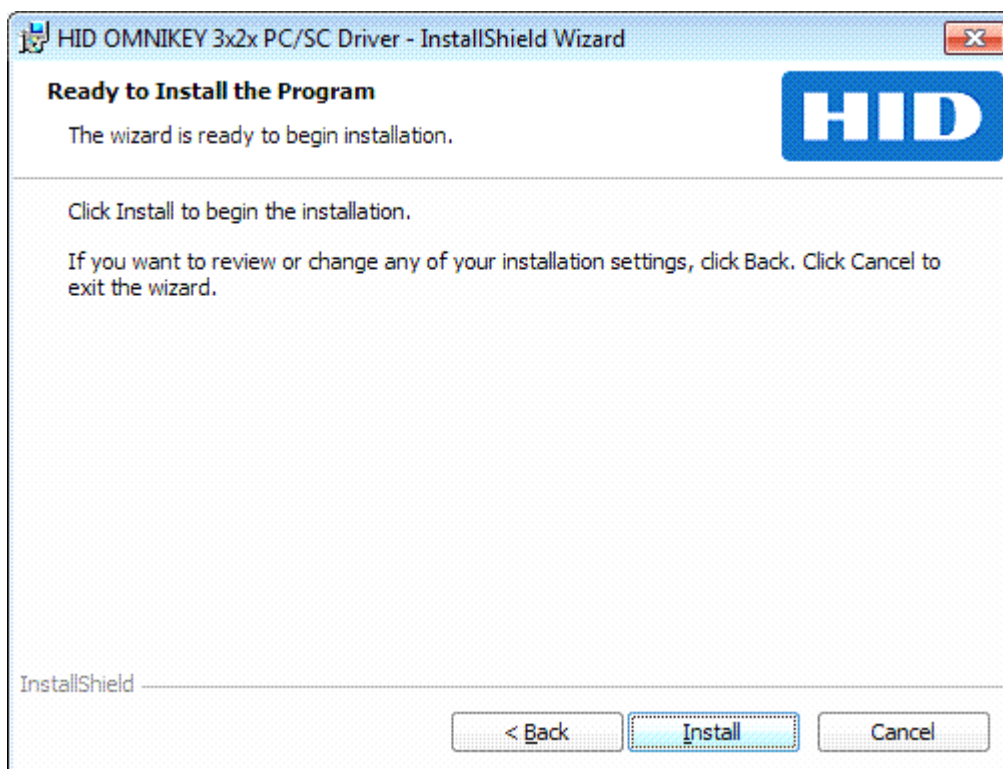 HID OMNIKEY 3x2x PC/SC Driver - InstallShield Wizard
Ready to Install the Program
The wizard is ready to begin installation.
HID
Click Install to begin the installation.
If you want to review or change any of your installation settings, click Back. Click Cancel to
exit the wizard.
InstallShield
< Back
Install
Cancel